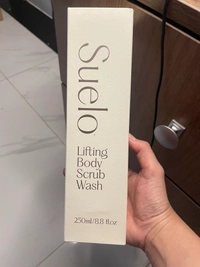 Suelo
Lifting
Body
Scrub
Wash
250ml/8.8 fl.oz